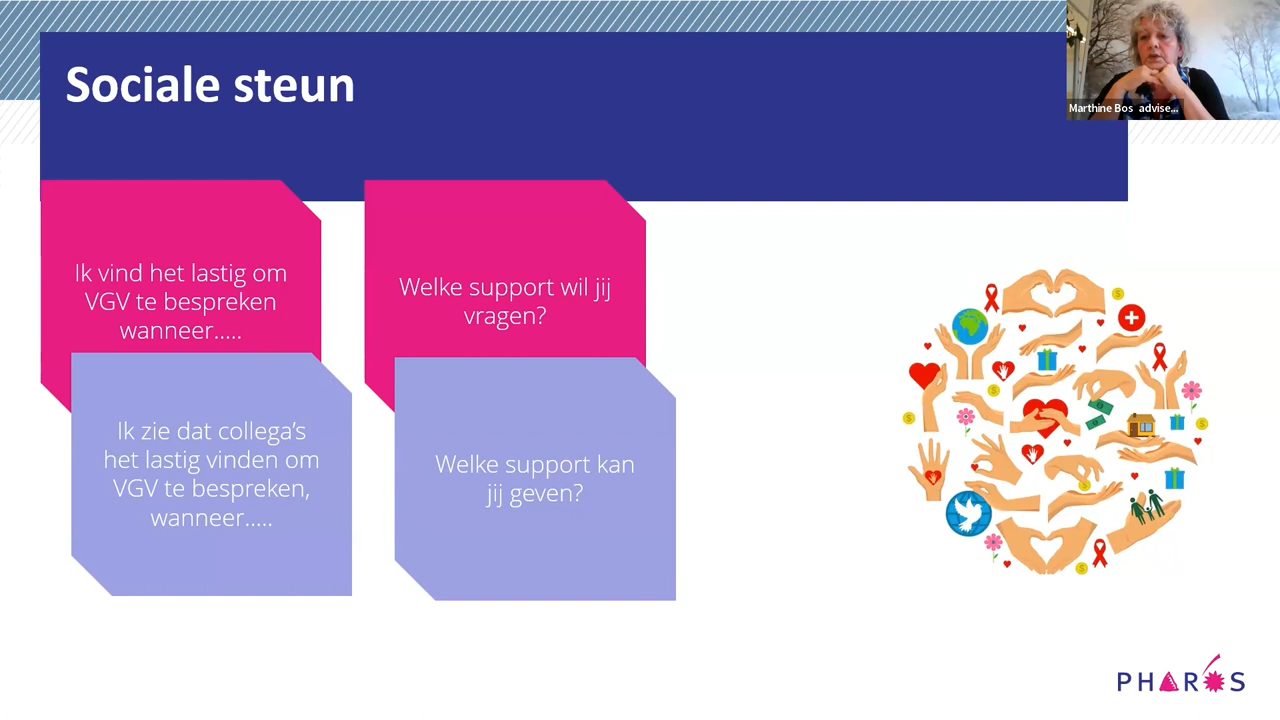 Sociale steun
Marthine Bos advise...
Ik vind het lastig om
VGV te bespreken
wanneer.....
Welke support wil jij
vragen?
Ik zie dat collega’s
het lastig vinden om
VGV te bespreken,
wanneer.....
Welke support kan
jij geven?
PHAROS